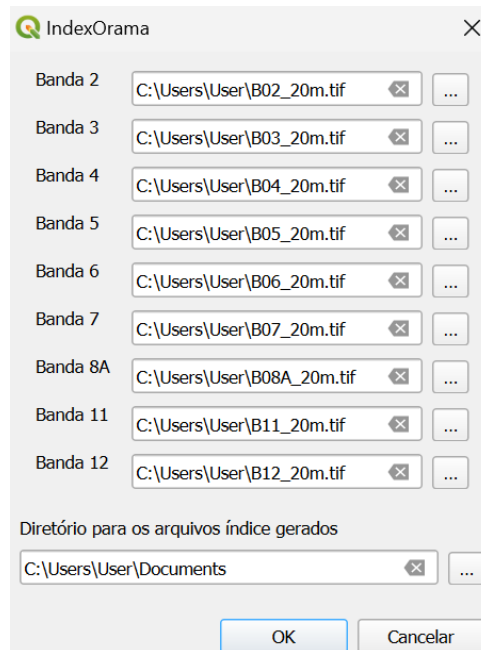 IndexOrama
Banda 2 C:\Users\User\B02_20m.tif ...
Banda 3 C:\Users\User\B03_20m.tif ...
Banda 4 C:\Users\User\B04_20m.tif ...
Banda 5 C:\Users\User\B05_20m.tif ...
Banda 6 C:\Users\User\B06_20m.tif ...
Banda 7 C:\Users\User\B07_20m.tif ...
Banda 8A C:\Users\User\B08A_20m.tif ...
Banda 11 C:\Users\User\B11_20m.tif ...
Banda 12 C:\Users\User\B12_20m.tif ...
Diretório para os arquivos índice gerados
C:\Users\User\Documents ...
OK Cancelar